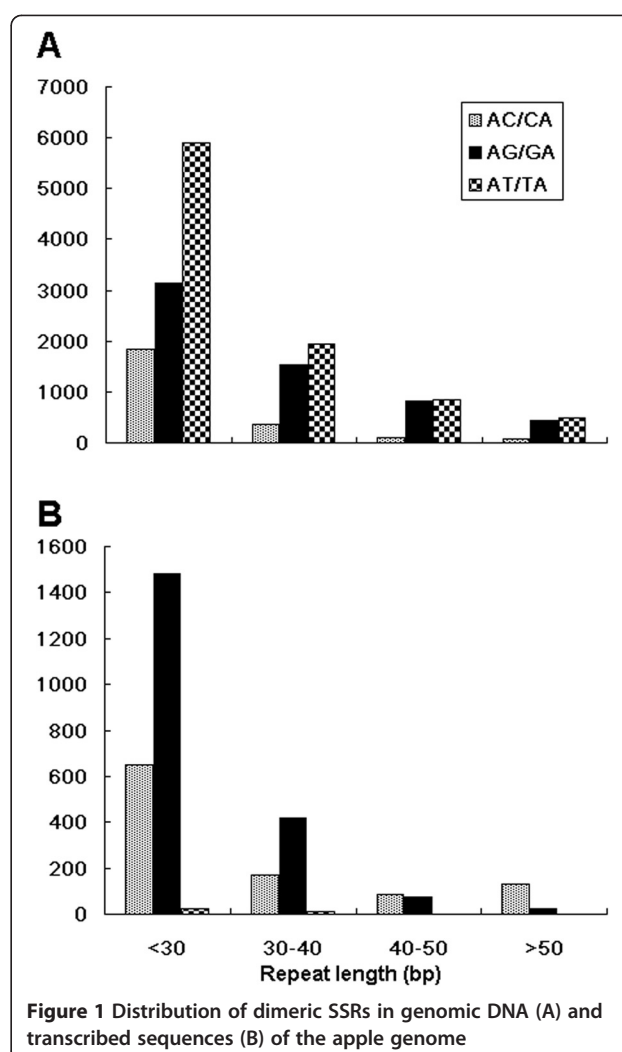 A
7000
6000
5000
4000
3000
2000
1000
0
AC/CA
AG/GA
AT/TA
B
1600
1400
1200
1000
800
600
400
200
0
<30 30-40 40-50 >50
Repeat length (bp)
Figure 1 Distribution of dimeric SSRs in genomic DNA (A) and
transcribed sequences (B) of the apple genome